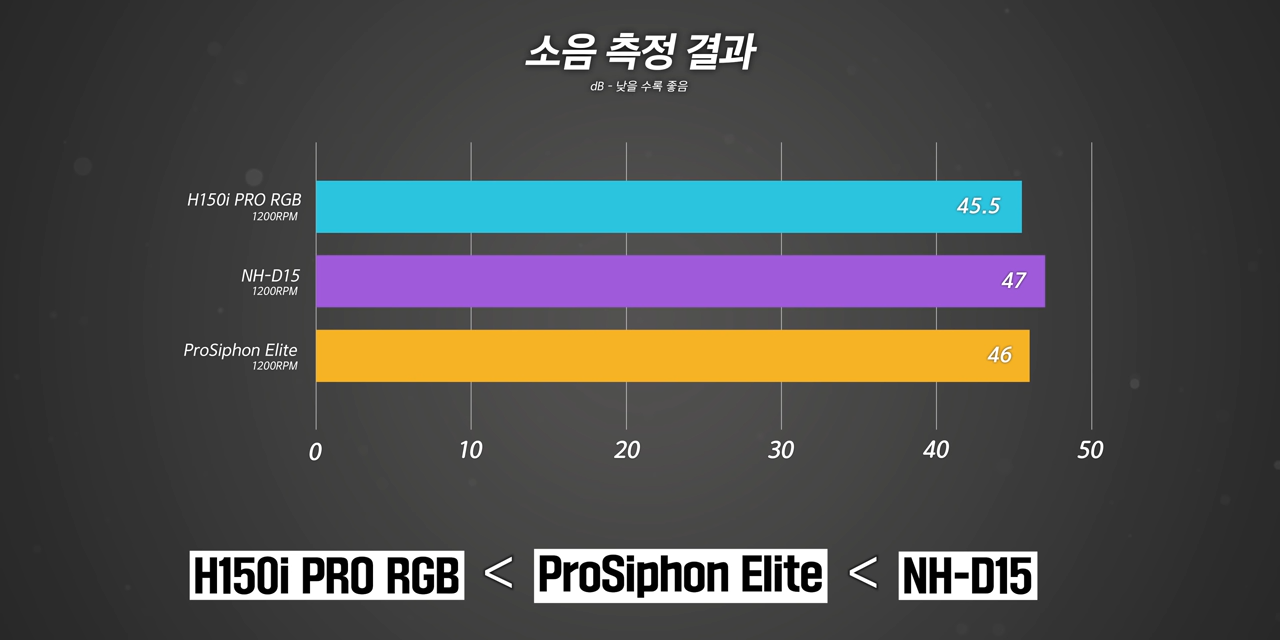 소음 측정 결과
dB - 낮을 수록 좋음
H150i PRO RGB
1200RPM
45.5
NH-D15
1200RPM
47
ProSiphon Elite
1200RPM
46
0 10 20 30 40 50
H150i PRO RGB < ProSiphon Elite < NH-D15